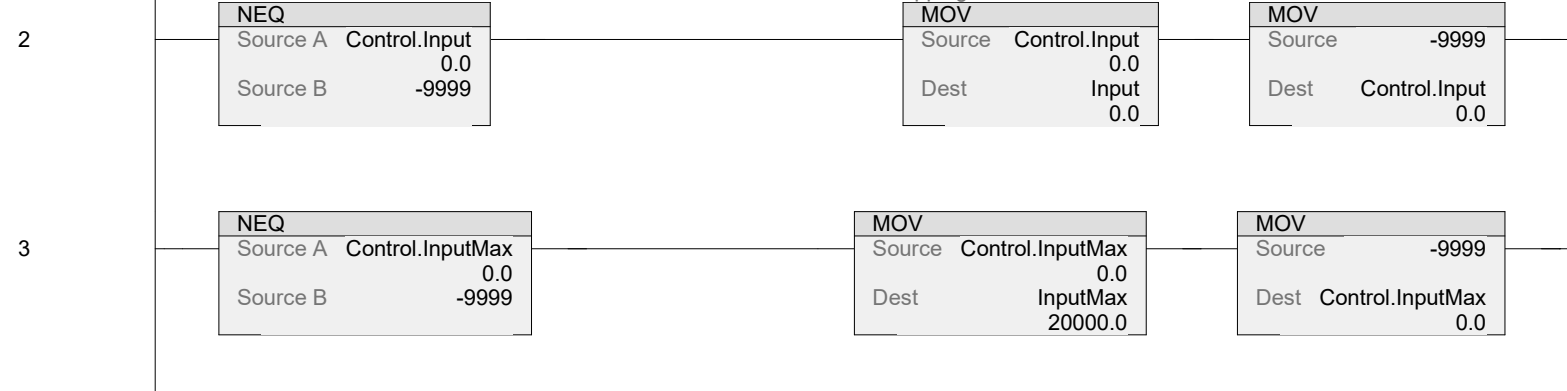 NEQ MOV MOV
2 Source A Control.Input Source Control.Input Source -9999
0.0 0.0
Source B -9999 Dest Input Dest Control.Input
0.0 0.0
NEQ MOV MOV
3 Source A Control.InputMax Source Control.InputMax Source -9999
0.0 0.0
Source B -9999 Dest InputMax Dest Control.InputMax
20000.0 0.0